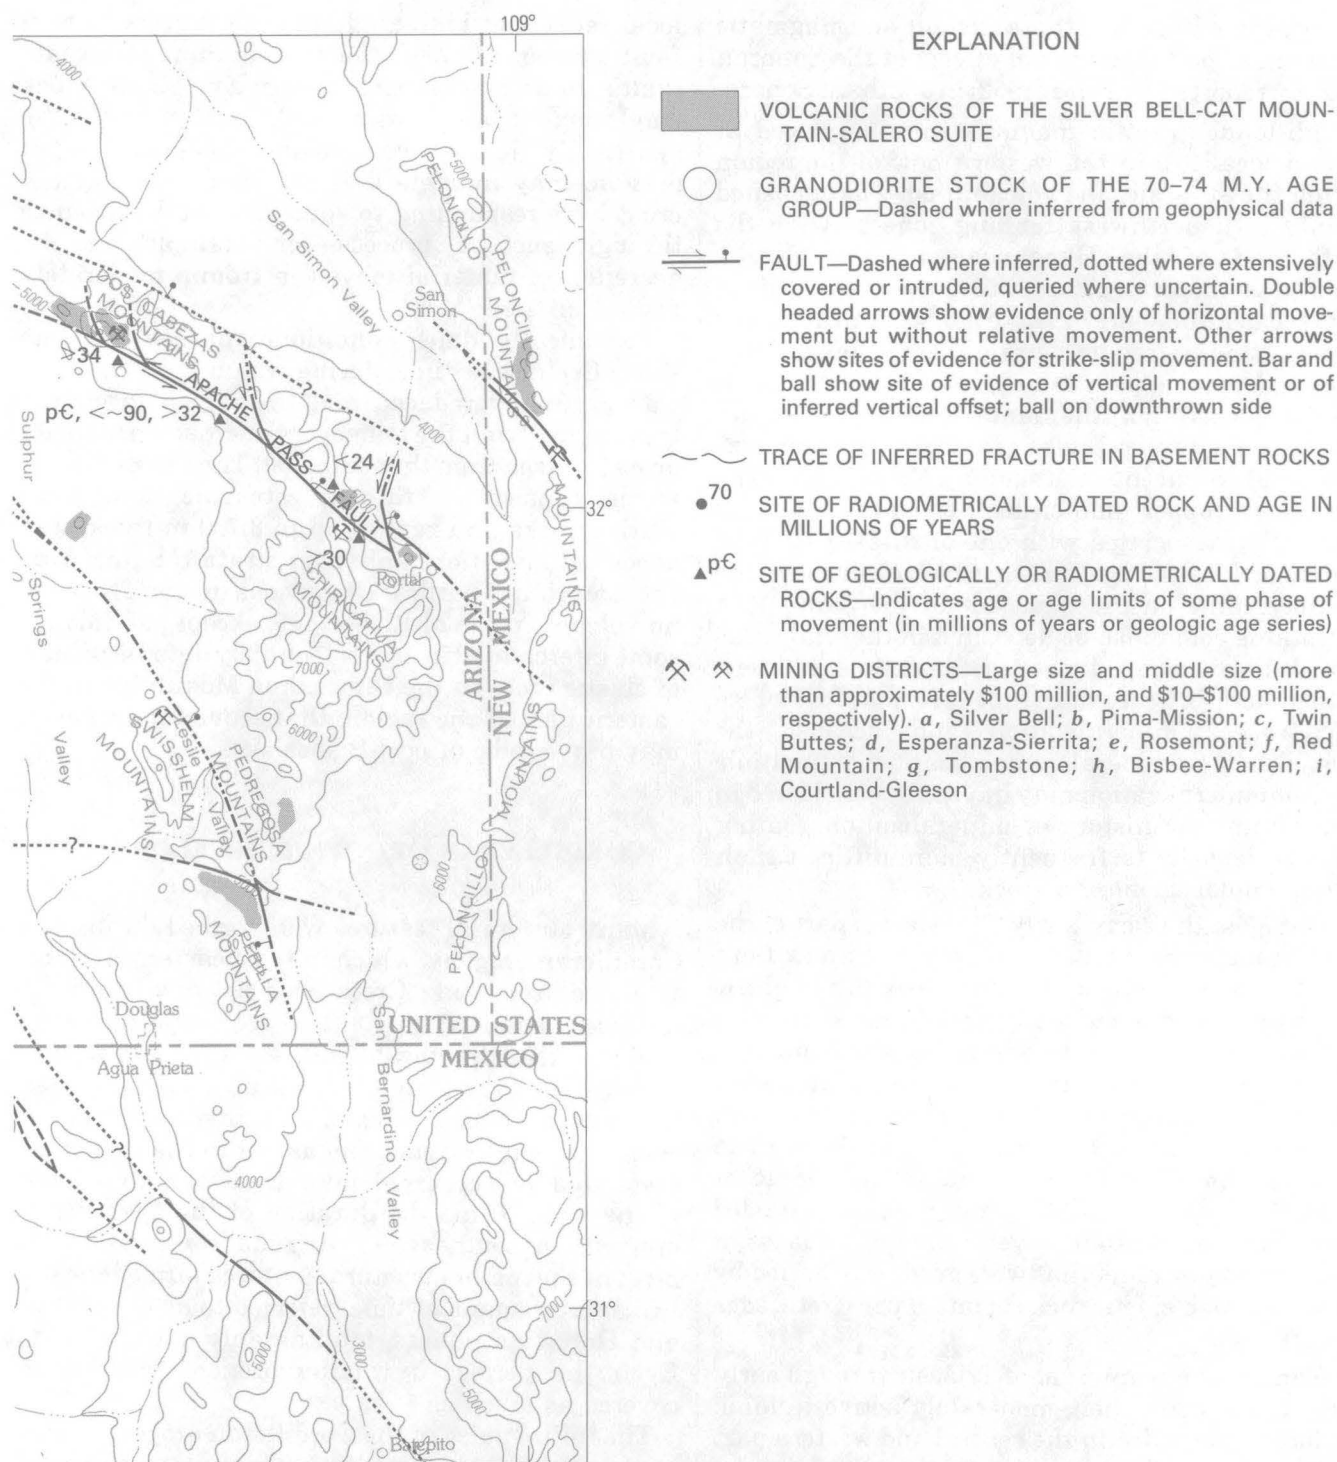 109°
4000
5000
PELONCILLO
San Simon Valley
PELONCILLO
MOUNTAINS
San
Simon
DOS CABEZAS
MOUNTAINS
5000
>34
APACHE
?
p€, <~90, >32
4000
PASS
<24
Sulphur
FAULT
MOUNTAINS
32°
>30
Portal
CHIRICAHUA
MOUNTAINS
ARIZONA
NEW MEXICO
Springs
7000
6000
MOUNTAINS
Valley
SWISSHELM
MOUNTAINS
Leslie
Valley
PEDREGOSA
MOUNTAINS
?
6000
PELONCILLO
PERILLA
MOUNTAINS
Douglas
UNITED STATES
MEXICO
Agua Prieta
San Bernardino Valley
?
4000
?
31°
7000
5000
3000
5000
Batepito
EXPLANATION
VOLCANIC ROCKS OF THE SILVER BELL-CAT MOUN-
TAIN-SALERO SUITE
GRANODIORITE STOCK OF THE 70–74 M.Y. AGE
GROUP—Dashed where inferred from geophysical data
FAULT—Dashed where inferred, dotted where extensively
covered or intruded, queried where uncertain. Double
headed arrows show evidence only of horizontal move-
ment but without relative movement. Other arrows
show sites of evidence for strike-slip movement. Bar and
ball show site of evidence of vertical movement or of
inferred vertical offset; ball on downthrown side
TRACE OF INFERRED FRACTURE IN BASEMENT ROCKS
70
SITE OF RADIOMETRICALLY DATED ROCK AND AGE IN
MILLIONS OF YEARS
p€
SITE OF GEOLOGICALLY OR RADIOMETRICALLY DATED
ROCKS—Indicates age or age limits of some phase of
movement (in millions of years or geologic age series)
MINING DISTRICTS—Large size and middle size (more
than approximately $100 million, and $10–$100 million,
respectively). a, Silver Bell; b, Pima-Mission; c, Twin
Buttes; d, Esperanza-Sierrita; e, Rosemont; f, Red
Mountain; g, Tombstone; h, Bisbee-Warren; i,
Courtland-Gleeson